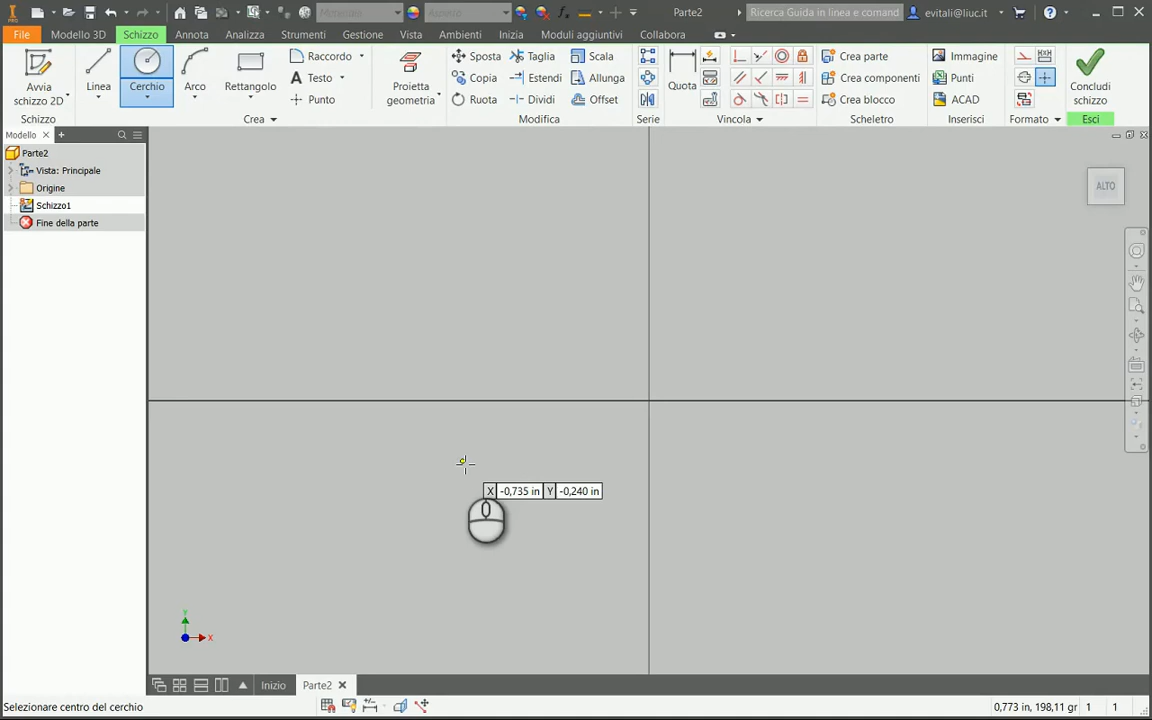 PRO Materiale Aspetto Parte2 Ricerca Guida in linea e comand evitali@liuc.it
File Modello 3D Schizzo Annota Analizza Strumenti Gestione Vista Ambienti Inizia Moduli aggiuntivi Collabora
Avvia schizzo 2D Linea Cerchio Arco Rettangolo Raccordo Testo Punto Proietta geometria
Sposta Taglia Scala
Copia Estendi Allunga
Ruota Dividi Offset
Quota
Crea parte Immagine
Crea componenti Punti
Crea blocco ACAD
Concludi schizzo
Schizzo Crea Modifica Serie Vincola Scheletro Inserisci Formato Esci
Modello
Parte2
Vista: Principale
Origine
Schizzo1
Fine della parte
ALTO
X -0,735 in Y -0,240 in
Y
X
Inizio Parte2
Selezionare centro del cerchio 0,773 in, 198,11 gr 1 1